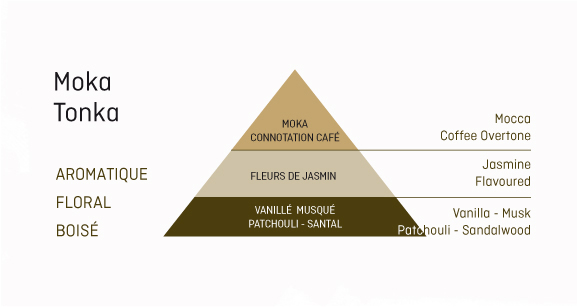 Moka
Tonka
AROMATIQUE
FLORAL
BOISÉ
MOKA
CONNOTATION CAFÉ
FLEURS DE JASMIN
VANILLÉ MUSQUÉ
PATCHOULI - SANTAL
Mocca
Coffee Overtone
Jasmine
Flavoured
Vanilla - Musk
Patchouli - Sandalwood